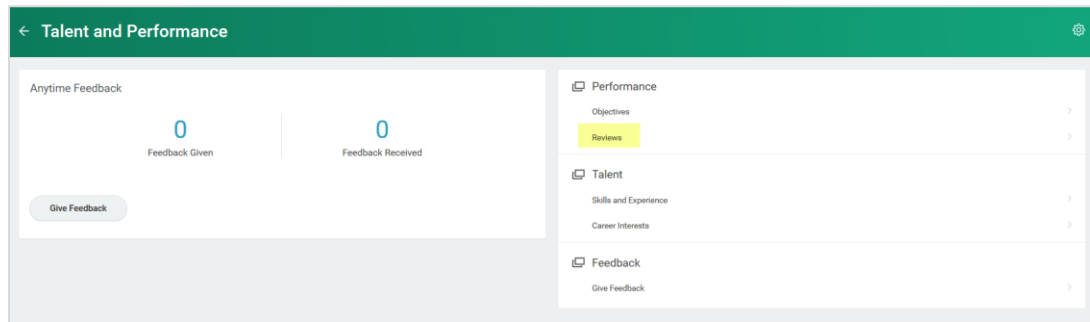 Talent and Performance
Anytime Feedback
0
Feedback Given
0
Feedback Received
Give Feedback
Performance
Objectives
Reviews
Talent
Skills and Experience
Career Interests
Feedback
Give Feedback